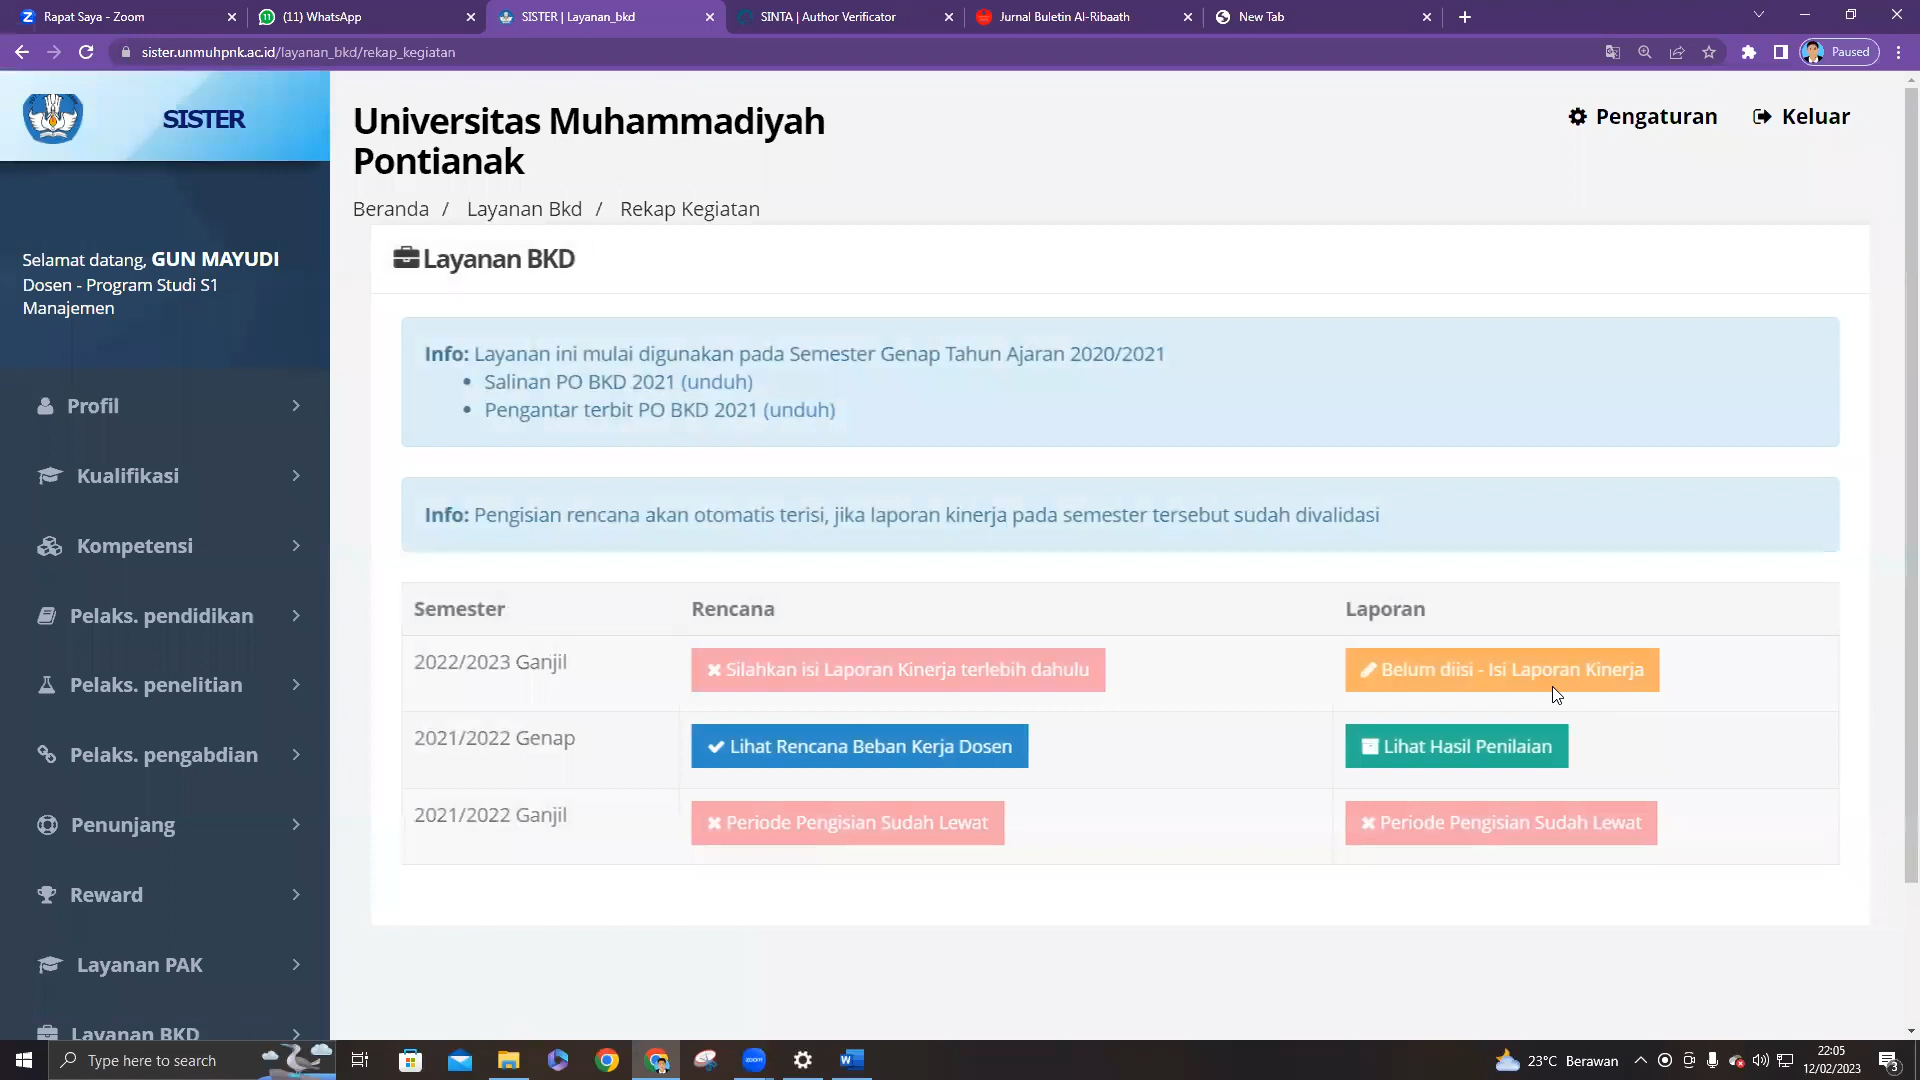 Rapat Saya - Zoom
(11) WhatsApp
SISTER | Layanan_bkd
SINTA | Author Verificator
Jurnal Buletin Al-Ribaath
New Tab
sister.unmuhpnk.ac.id/layanan_bkd/rekap_kegiatan
Paused
SISTER
Universitas Muhammadiyah
Pontianak
Pengaturan
Keluar
Beranda / Layanan Bkd / Rekap Kegiatan
Selamat datang, GUN MAYUDI
Dosen - Program Studi S1
Manajemen
Profil
Kualifikasi
Kompetensi
Pelaks. pendidikan
Pelaks. penelitian
Pelaks. pengabdian
Penunjang
Reward
Layanan PAK
Layanan BKD
Layanan BKD
Info: Layanan ini mulai digunakan pada Semester Genap Tahun Ajaran 2020/2021
• Salinan PO BKD 2021 (unduh)
• Pengantar terbit PO BKD 2021 (unduh)
Info: Pengisian rencana akan otomatis terisi, jika laporan kinerja pada semester tersebut sudah divalidasi
Semester Rencana Laporan
2022/2023 Ganjil Silahkan isi Laporan Kinerja terlebih dahulu Belum diisi - Isi Laporan Kinerja
2021/2022 Genap Lihat Rencana Beban Kerja Dosen Lihat Hasil Penilaian
2021/2022 Ganjil Periode Pengisian Sudah Lewat Periode Pengisian Sudah Lewat
Type here to search
zoom
W
23°C Berawan
22:05
12/02/2023
3